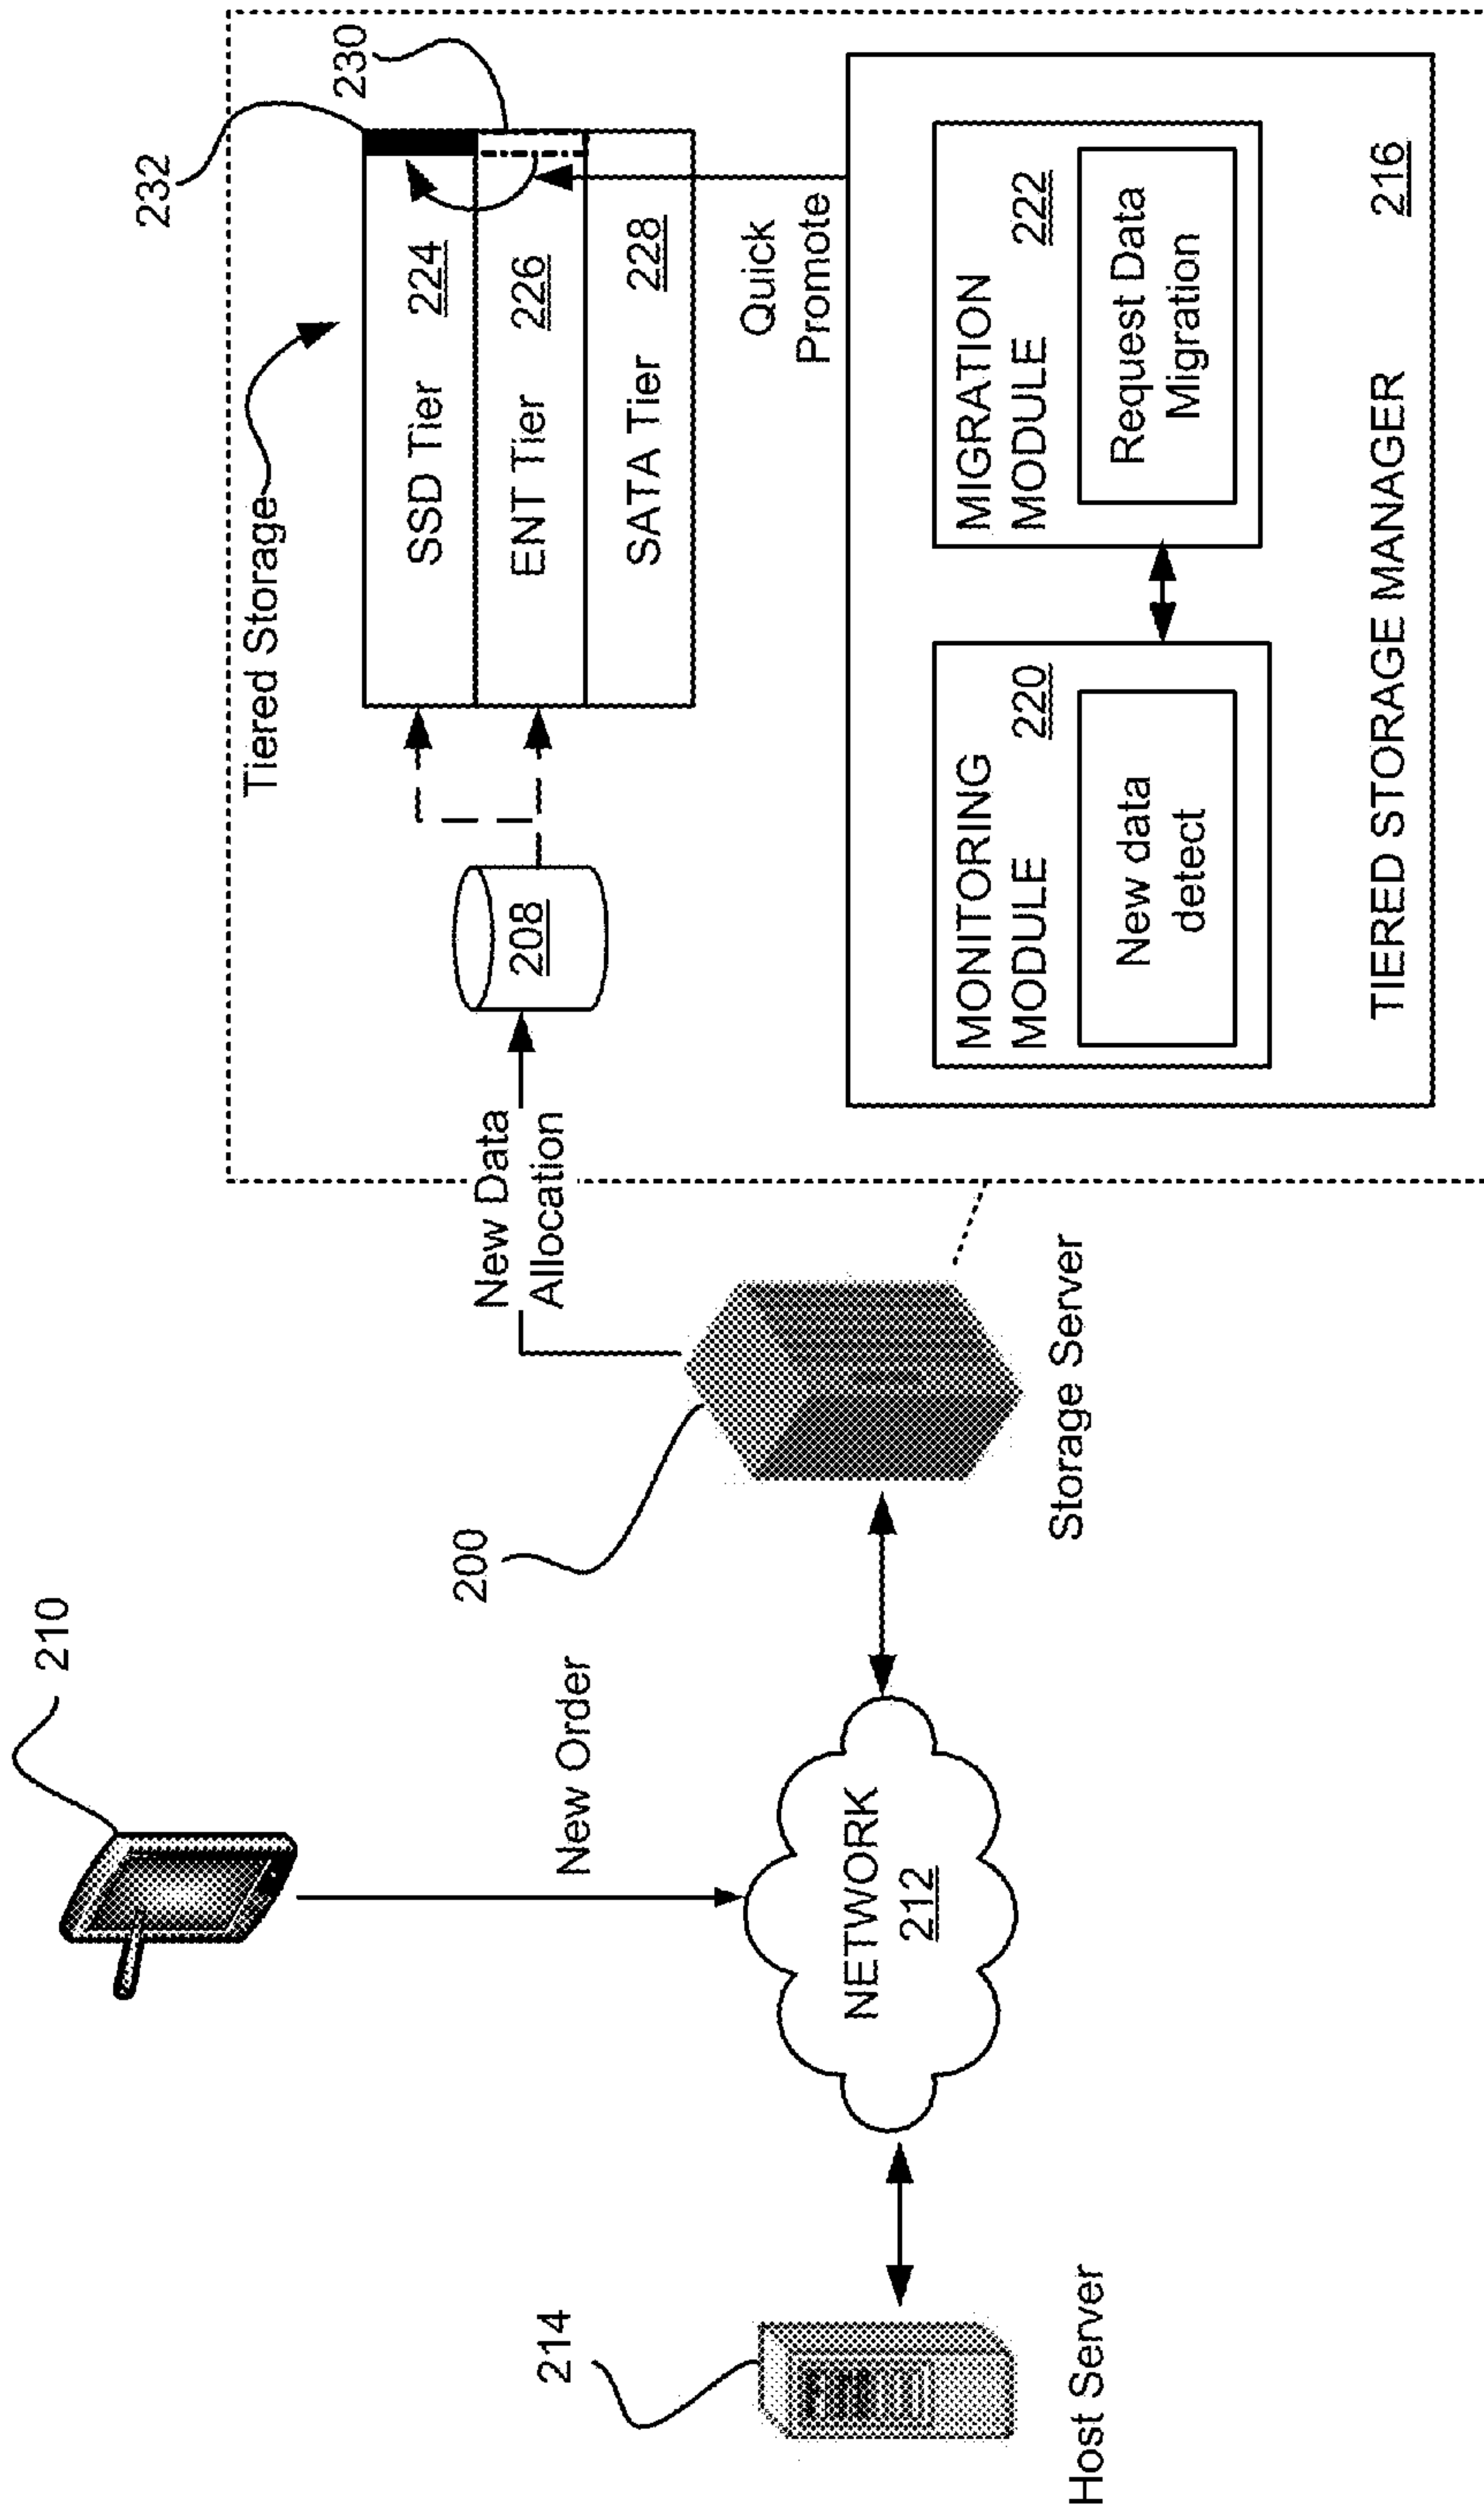 210
New Order
214
Host Server
NETWORK
212
200
Storage Server
New Data
Allocation
208
Tiered Storage
232
230
SSD Tier 224
ENT Tier 226
SATA Tier 228
Quick
Promote
MONITORING
MODULE 220
New data
detect
MIGRATION
MODULE 222
Request Data
Migration
TIERED STORAGE MANAGER 216